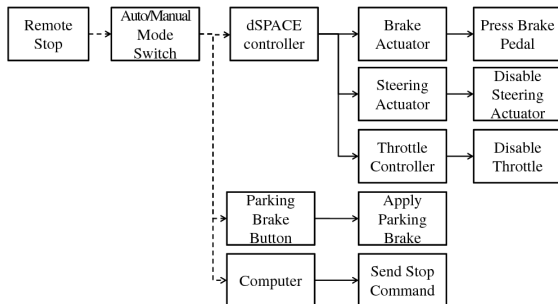 Remote
Stop
Auto/Manual
Mode
Switch
dSPACE
controller
Brake
Actuator
Press Brake
Pedal
Steering
Actuator
Disable
Steering
Actuator
Throttle
Controller
Disable
Throttle
Parking
Brake
Button
Apply
Parking
Brake
Computer
Send Stop
Command